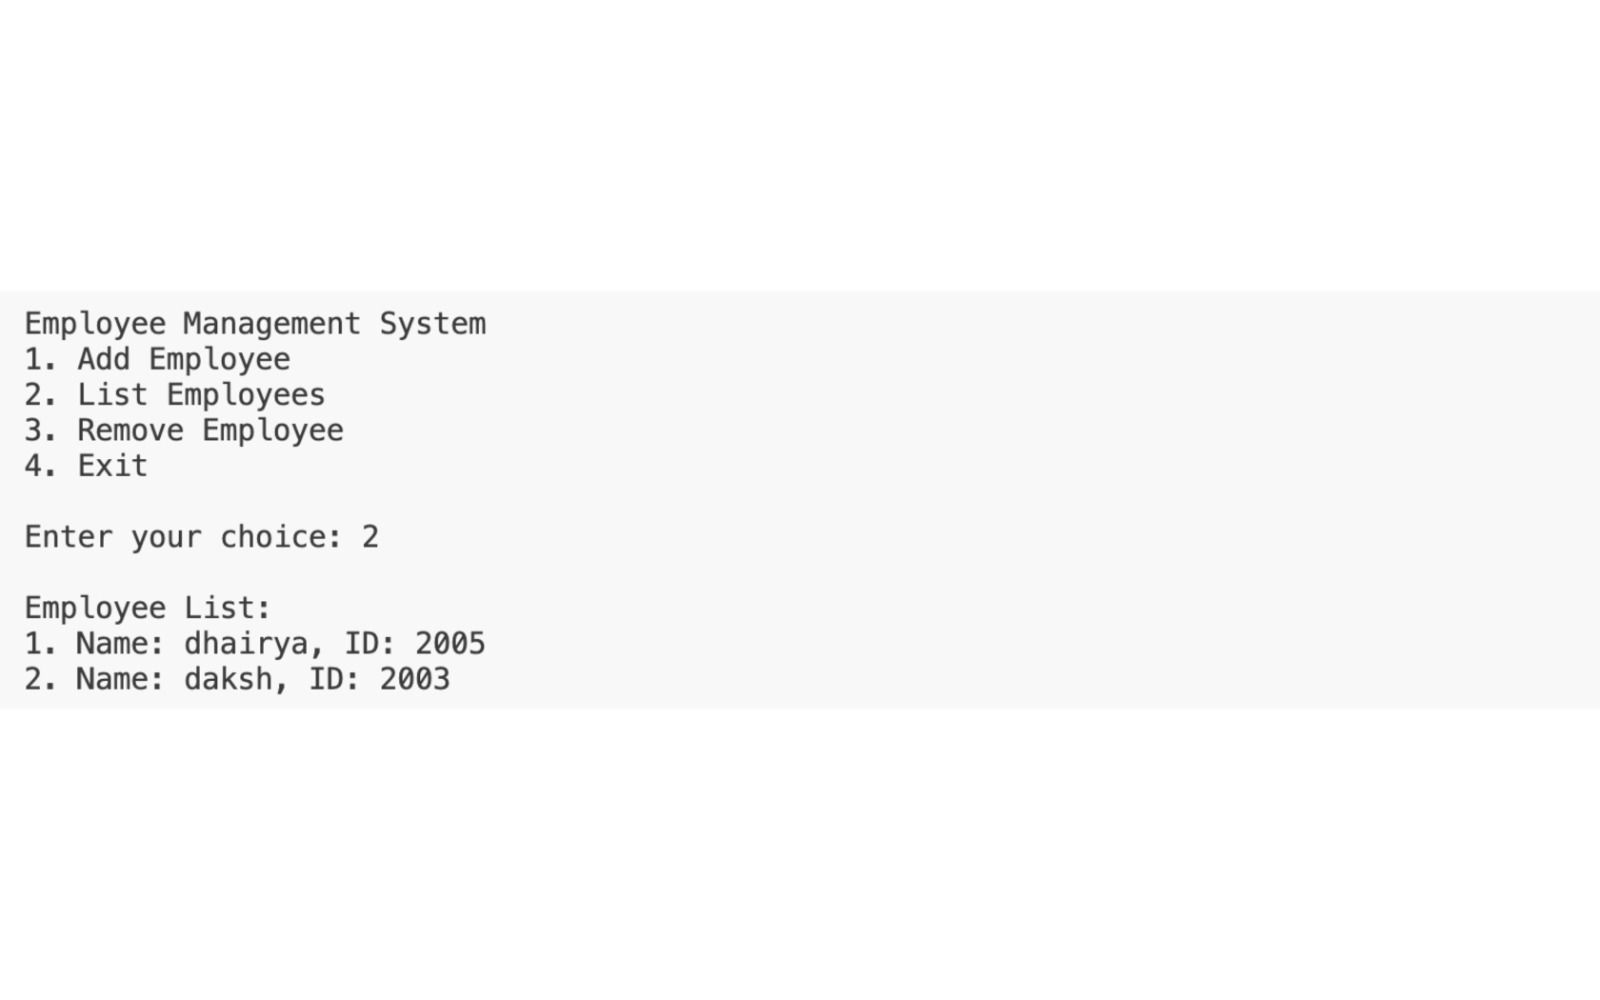 Employee Management System
1. Add Employee
2. List Employees
3. Remove Employee
4. Exit
Enter your choice: 2
Employee List:
1. Name: dhairya, ID: 2005
2. Name: daksh, ID: 2003